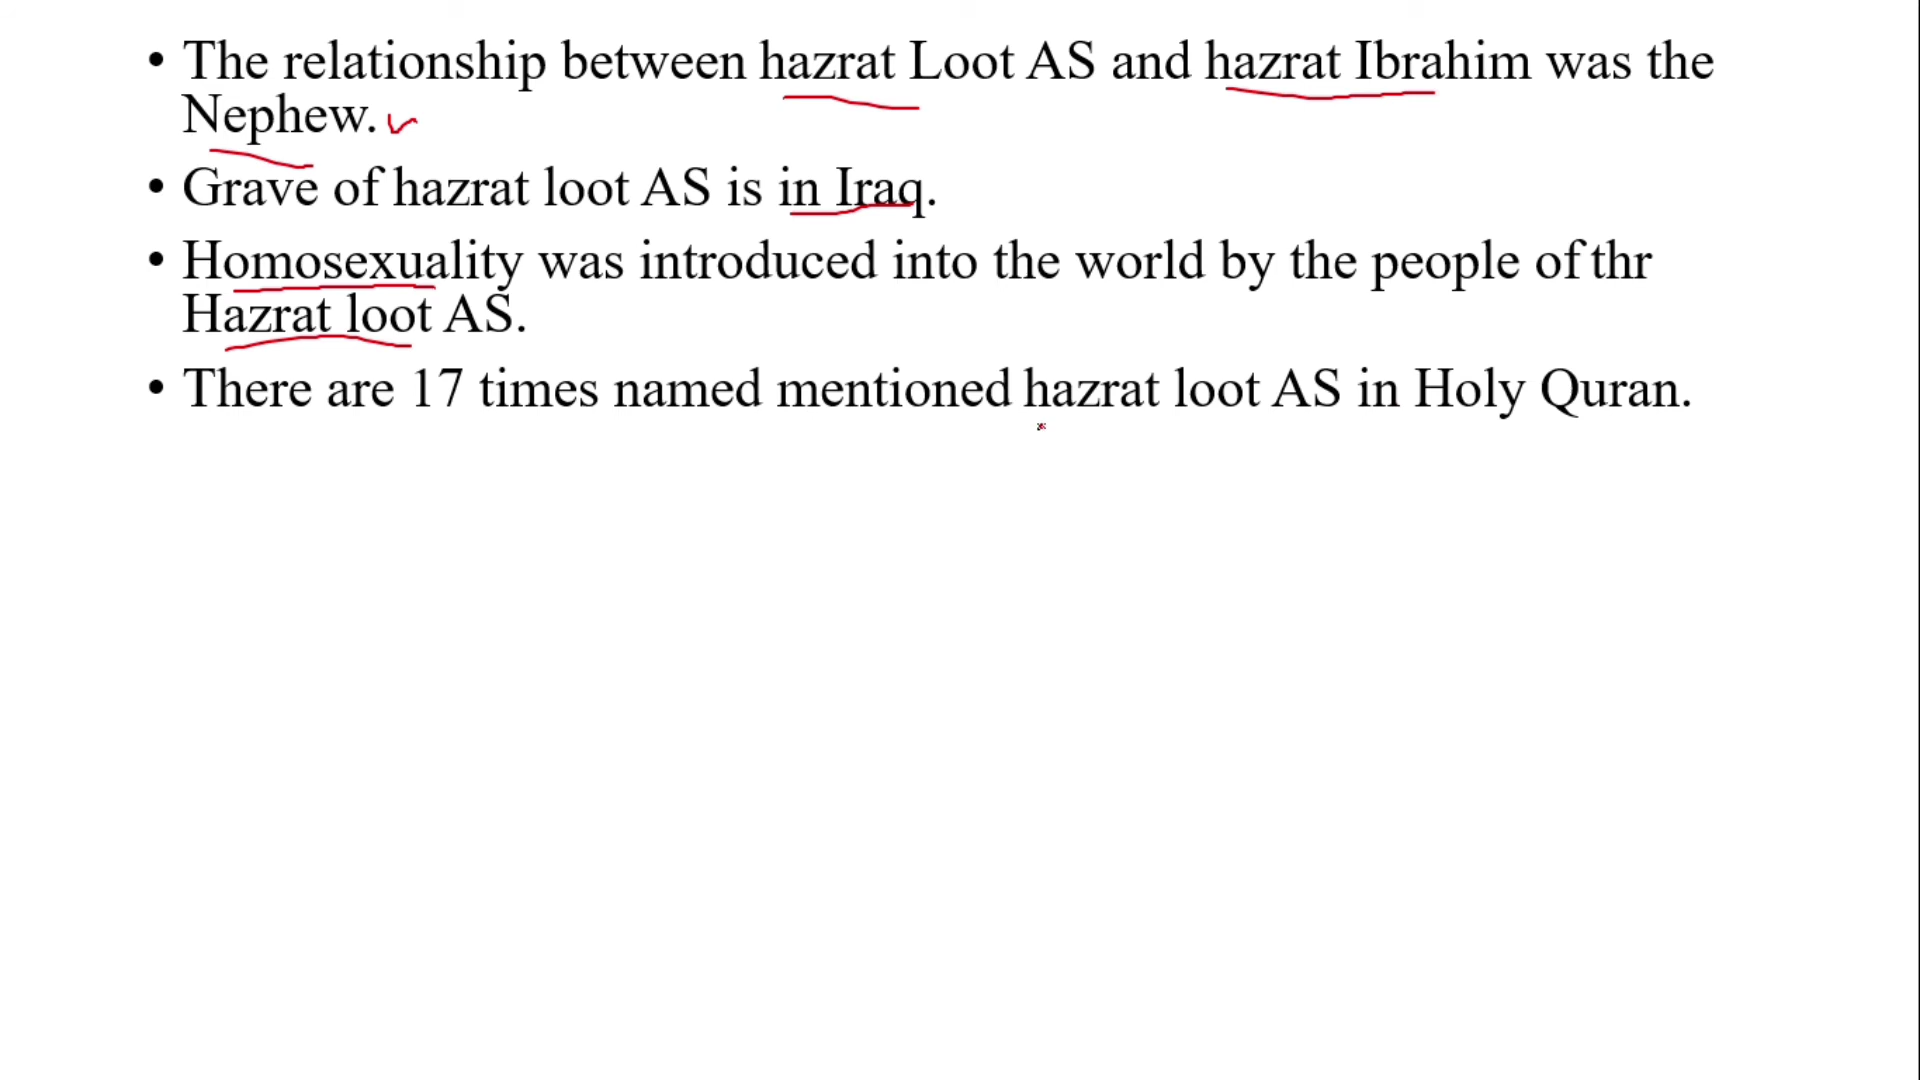 • The relationship between hazrat Loot AS and hazrat Ibrahim was the
Nephew.
• Grave of hazrat loot AS is in Iraq.
• Homosexuality was introduced into the world by the people of thr
Hazrat loot AS.
• There are 17 times named mentioned hazrat loot AS in Holy Quran.